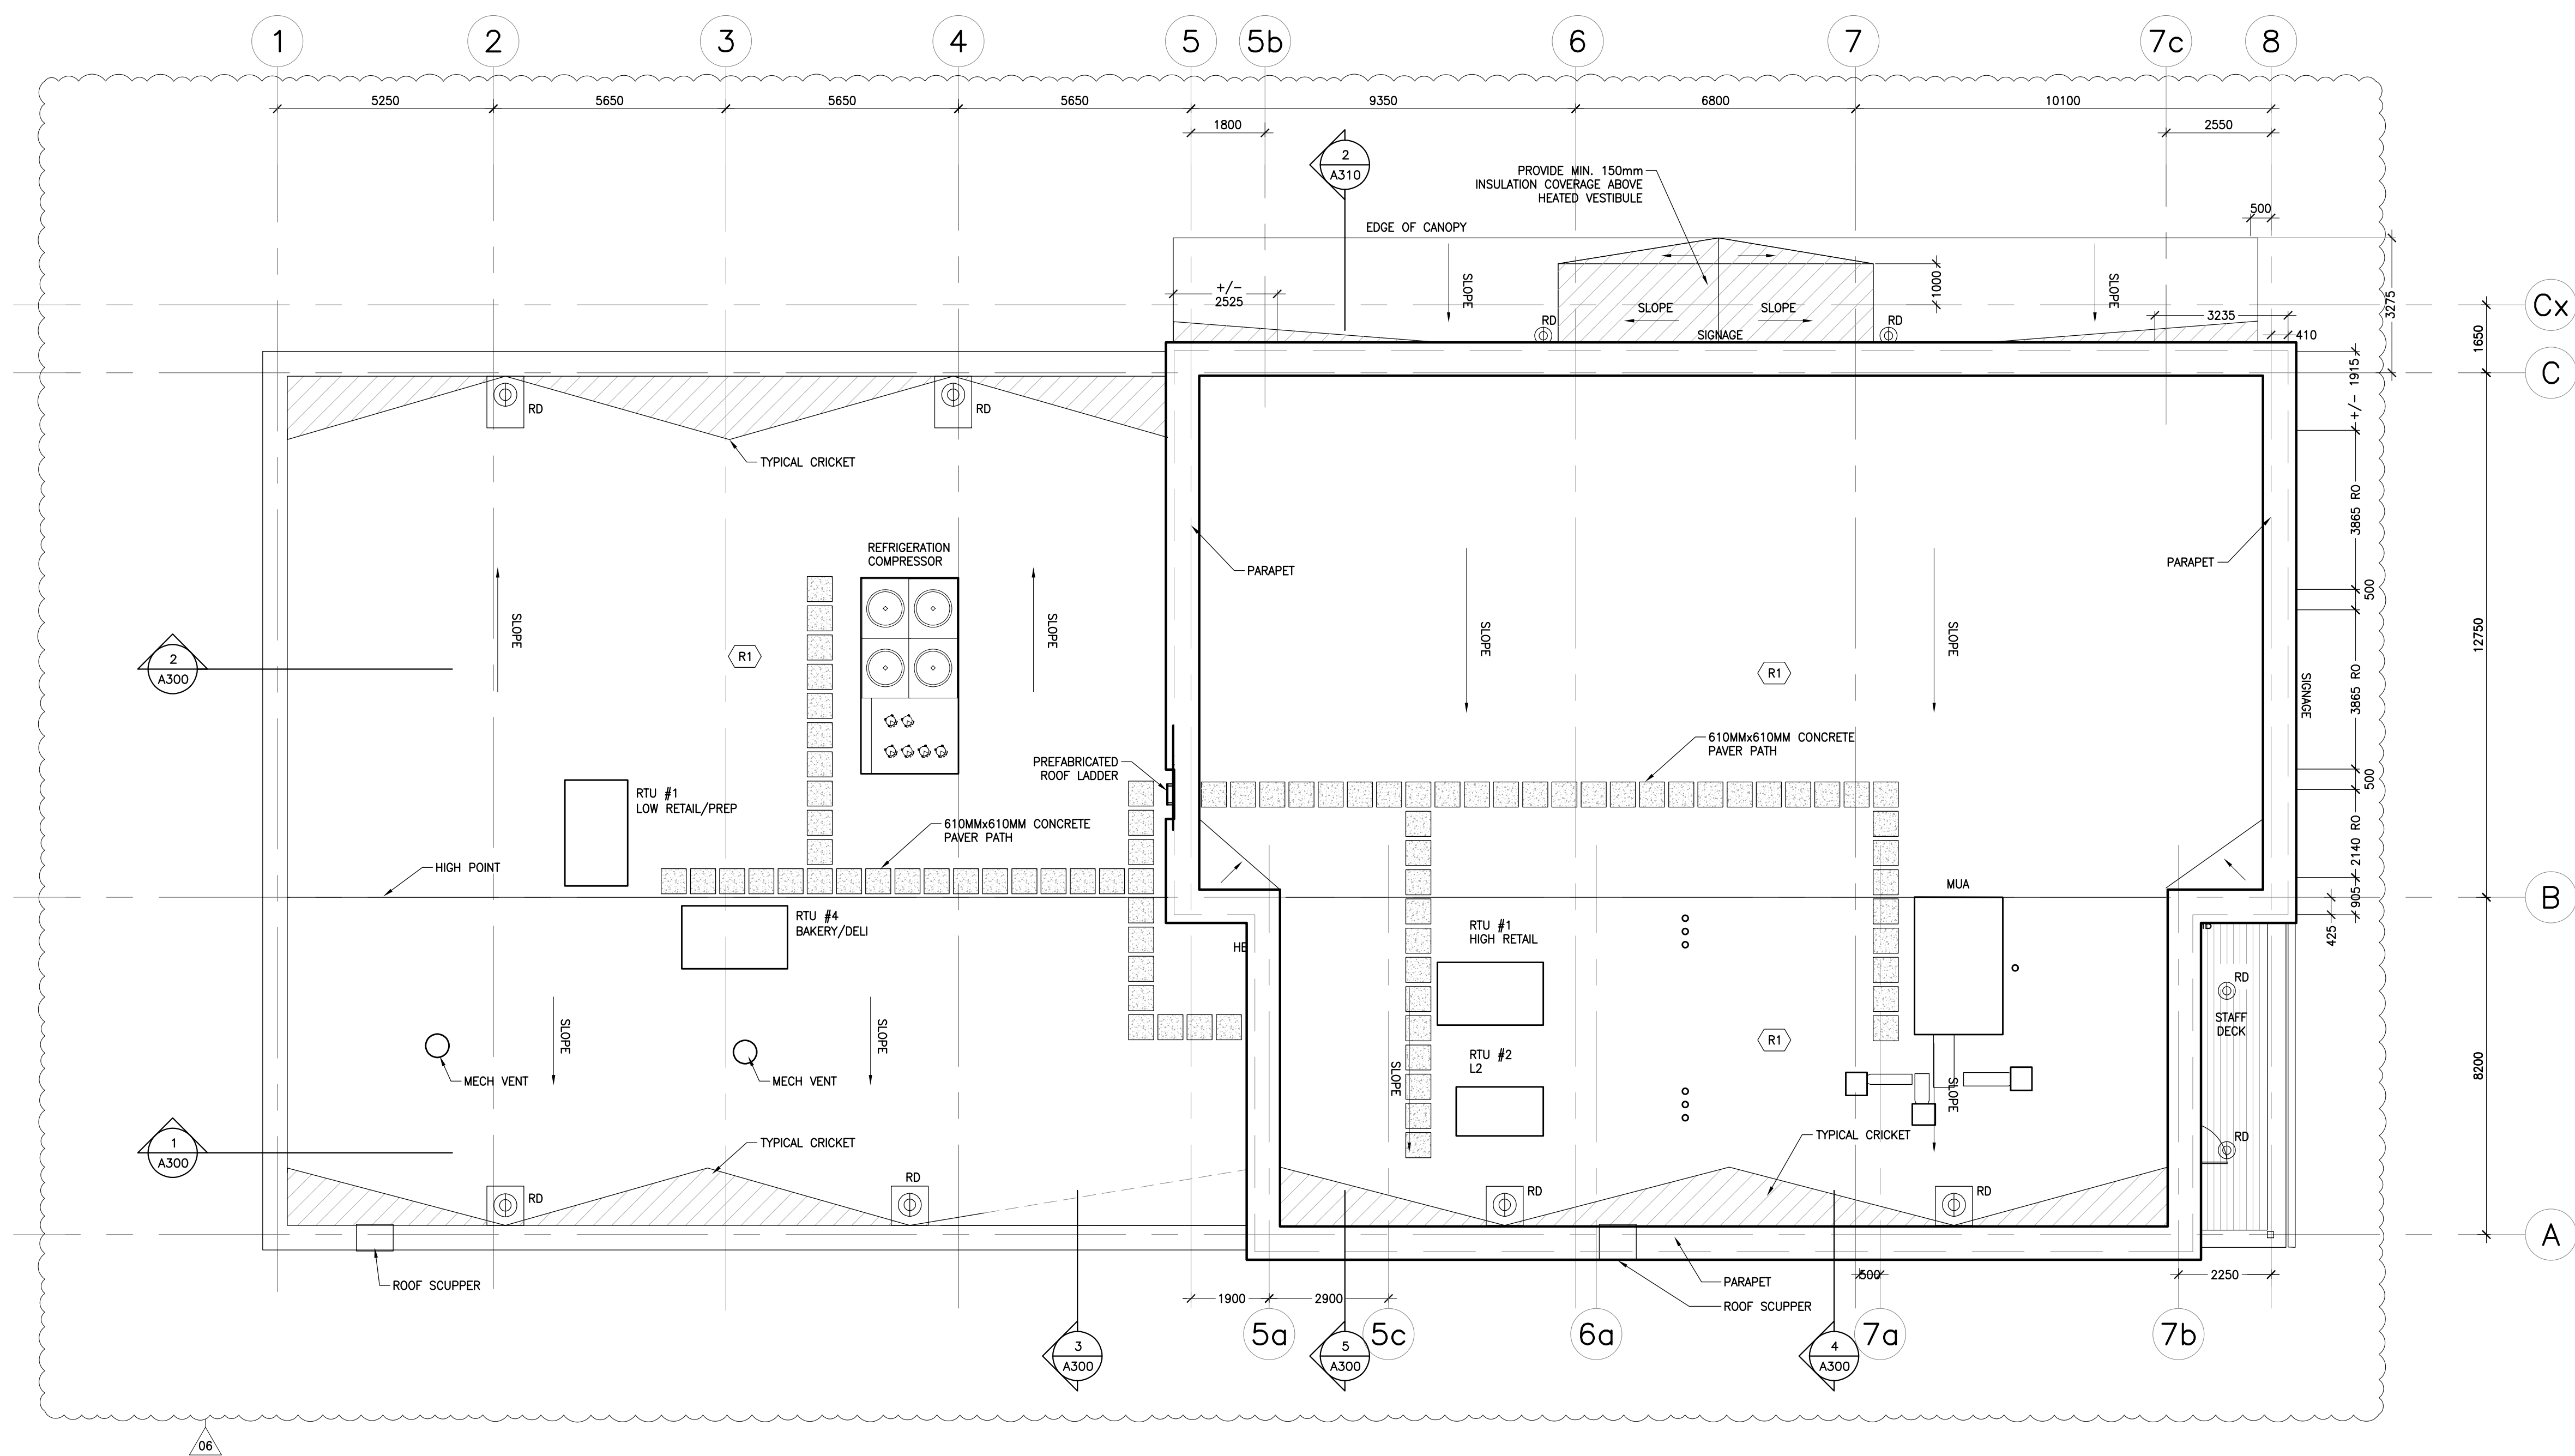 1
2
3
4
5
5b
6
7
7c
8
5250
5650
5650
5650
9350
6800
10100
1800
2550
2
A310
PROVIDE MIN. 150mm
INSULATION COVERAGE ABOVE
HEATED VESTIBULE
EDGE OF CANOPY
500
+/-
2525
SLOPE
SLOPE
SLOPE
SLOPE
1000
3275
Cx
RD
RD
SIGNAGE
3235
410
1650
C
+/- 1915
RD
RD
TYPICAL CRICKET
REFRIGERATION
COMPRESSOR
PARAPET
PARAPET
3865 RO
500
SLOPE
SLOPE
SLOPE
SLOPE
12750
2
A300
R1
R1
3865 RO
SIGNAGE
610MMx610MM CONCRETE
PAVER PATH
PREFABRICATED
ROOF LADDER
500
RTU #1
LOW RETAIL/PREP
610MMx610MM CONCRETE
PAVER PATH
2140 RO
HIGH POINT
MUA
905
B
RTU #4
BAKERY/DELI
RTU #1
HIGH RETAIL
425
HB
RD
STAFF
DECK
SLOPE
SLOPE
R1
RTU #2
L2
MECH VENT
MECH VENT
SLOPE
SLOPE
8200
1
A300
TYPICAL CRICKET
TYPICAL CRICKET
RD
RD
RD
RD
RD
A
ROOF SCUPPER
PARAPET
500
2250
ROOF SCUPPER
1900
2900
5a
5c
6a
7a
7b
3
A300
5
A300
4
A300
06